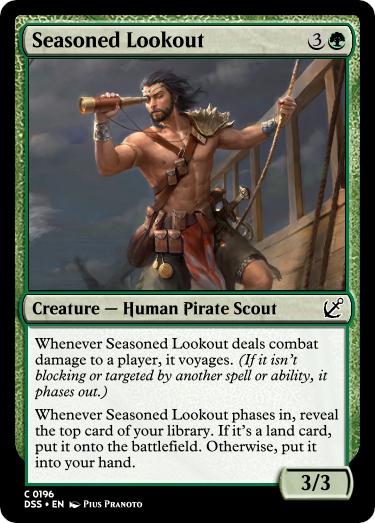 Seasoned Lookout 3
Creature — Human Pirate Scout
Whenever Seasoned Lookout deals combat
damage to a player, it voyages. (If it isn't
blocking or targeted by another spell or ability, it
phases out.)
Whenever Seasoned Lookout phases in, reveal
the top card of your library. If it's a land card,
put it onto the battlefield. Otherwise, put it
into your hand.
3/3
C 0196
DSS • EN Pius Pranoto